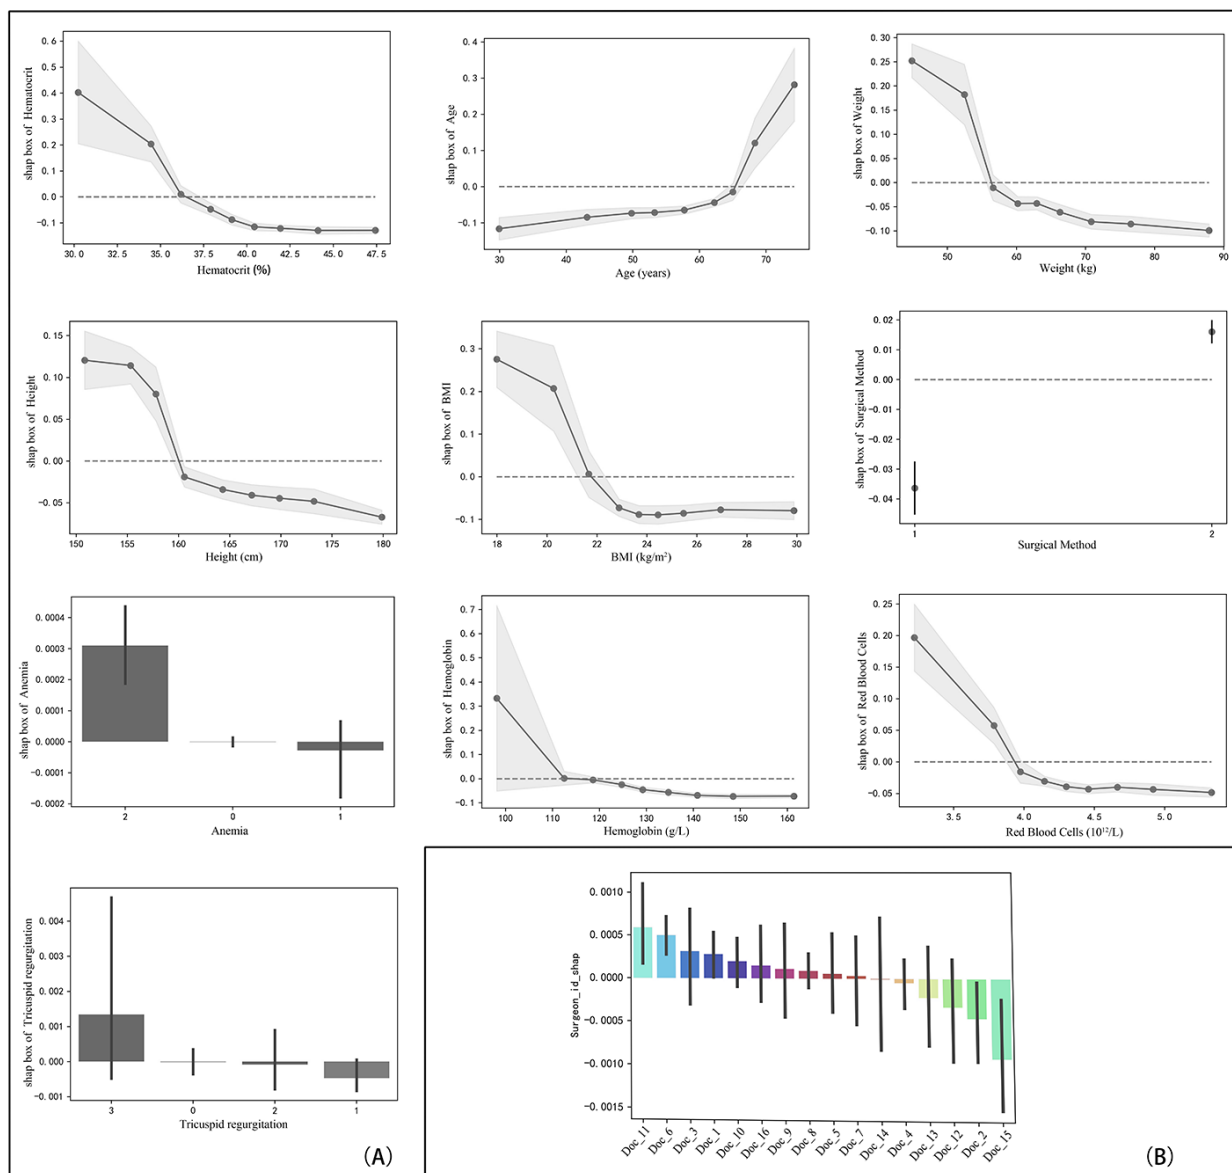 shap box of Hematocrit
0.6
0.5
0.4
0.3
0.2
0.1
0.0
−0.1
30.0 32.5 35.0 37.5 40.0 42.5 45.0 47.5
Hematocrit (%)
shap box of Age
0.4
0.3
0.2
0.1
0.0
−0.1
30 40 50 60 70
Age (years)
shap box of Weight
0.30
0.25
0.20
0.15
0.10
0.05
0.00
−0.05
−0.10
50 60 70 80 90
Weight (kg)
shap box of Height
0.15
0.10
0.05
0.00
−0.05
150 155 160 165 170 175 180
Height (cm)
shap box of BMI
0.3
0.2
0.1
0.0
−0.1
18 20 22 24 26 28 30
BMI (kg/m²)
shap box of Surgical Method
0.02
0.01
0.00
−0.01
−0.02
−0.03
−0.04
1 2
Surgical Method
shap box of Anemia
0.0004
0.0003
0.0002
0.0001
0.0000
−0.0001
−0.0002
2 0 1
Anemia
shap box of Hemoglobin
0.7
0.6
0.5
0.4
0.3
0.2
0.1
0.0
−0.1
100 110 120 130 140 150 160
Hemoglobin (g/L)
shap box of Red Blood Cells
0.25
0.20
0.15
0.10
0.05
0.00
−0.05
3.5 4.0 4.5 5.0
Red Blood Cells (10¹²/L)
shap box of Tricuspid regurgitation
0.004
0.003
0.002
0.001
0.000
−0.001
3 0 2 1
Tricuspid regurgitation
(A)
Surgeon_id_shap
0.0010
0.0005
0.0000
−0.0005
−0.0010
−0.0015
Doc_11 Doc_6 Doc_3 Doc_1 Doc_10 Doc_16 Doc_9 Doc_8 Doc_5 Doc_7 Doc_14 Doc_4 Doc_13 Doc_12 Doc_2 Doc_15
(B)